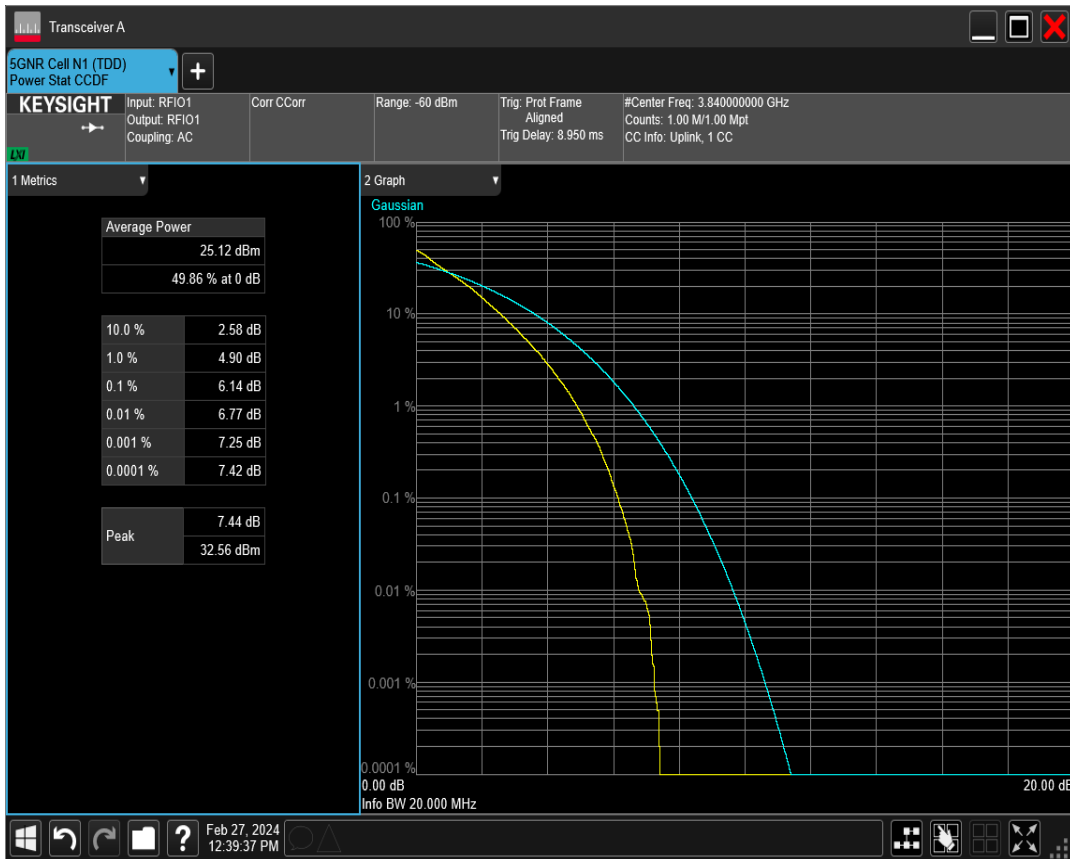 Transceiver A
5GNR Cell N1 (TDD)
Power Stat CCDF
+
KEYSIGHT
LXI
Input: RFIO1
Output: RFIO1
Coupling: AC
Corr CCorr
Range: -60 dBm
Trig: Prot Frame
Aligned
Trig Delay: 8.950 ms
#Center Freq: 3.840000000 GHz
Counts: 1.00 M/1.00 Mpt
CC Info: Uplink, 1 CC
1 Metrics
Average Power
25.12 dBm
49.86 % at 0 dB
10.0 % 2.58 dB
1.0 % 4.90 dB
0.1 % 6.14 dB
0.01 % 6.77 dB
0.001 % 7.25 dB
0.0001 % 7.42 dB
Peak
7.44 dB
32.56 dBm
2 Graph
Gaussian
100 %
10 %
1 %
0.1 %
0.01 %
0.001 %
0.0001 %
0.00 dB
20.00 dB
Info BW 20.000 MHz
?
Feb 27, 2024
12:39:37 PM